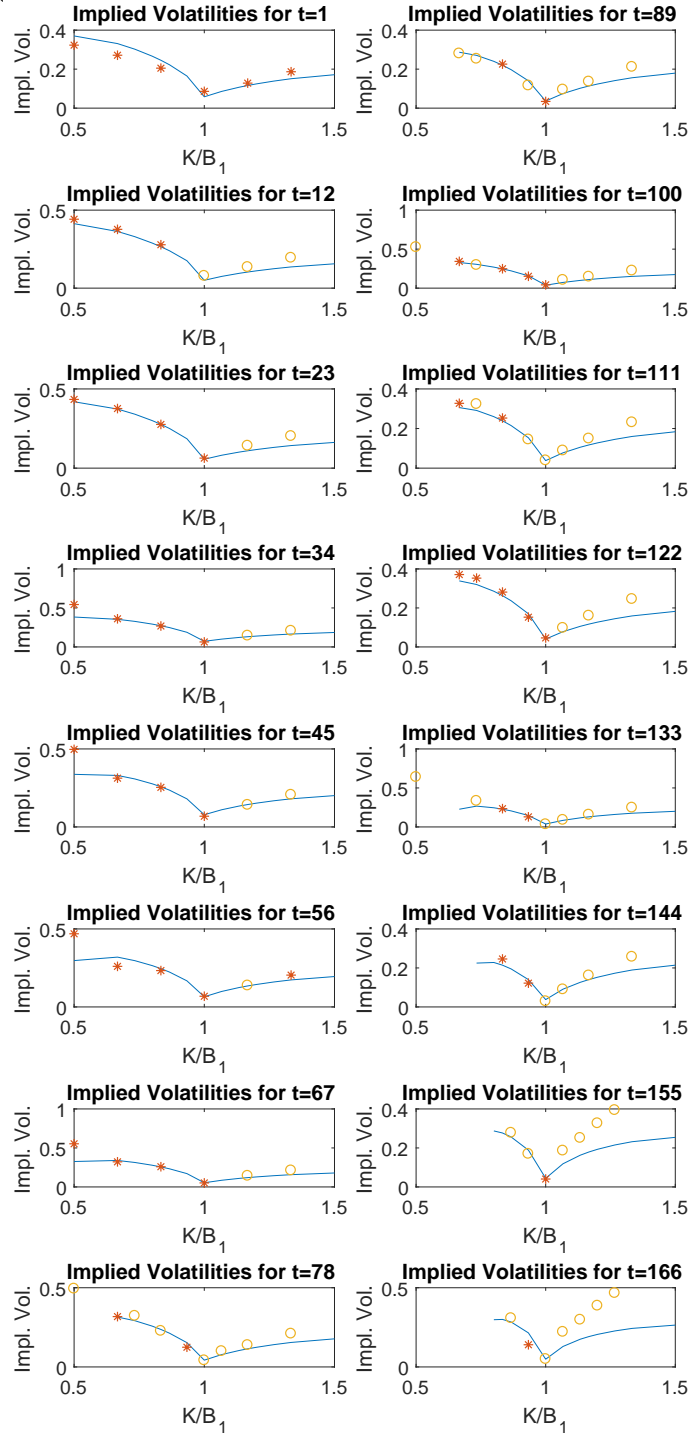 Implied Volatilities for t=1
Impl. Vol.
0.4
0.2
0
0.5
1
1.5
K/B1
Implied Volatilities for t=12
Impl. Vol.
0.5
0
0.5
1
1.5
K/B1
Implied Volatilities for t=23
Impl. Vol.
0.5
0
0.5
1
1.5
K/B1
Implied Volatilities for t=34
Impl. Vol.
1
0.5
0
0.5
1
1.5
K/B1
Implied Volatilities for t=45
Impl. Vol.
0.5
0
0.5
1
1.5
K/B1
Implied Volatilities for t=56
Impl. Vol.
0.5
0
0.5
1
1.5
K/B1
Implied Volatilities for t=67
Impl. Vol.
1
0.5
0
0.5
1
1.5
K/B1
Implied Volatilities for t=78
Impl. Vol.
0.5
0
0.5
1
1.5
K/B1
Implied Volatilities for t=89
Impl. Vol.
0.4
0.2
0
0.5
1
1.5
K/B1
Implied Volatilities for t=100
Impl. Vol.
1
0.5
0
0.5
1
1.5
K/B1
Implied Volatilities for t=111
Impl. Vol.
0.4
0.2
0
0.5
1
1.5
K/B1
Implied Volatilities for t=122
Impl. Vol.
0.4
0.2
0
0.5
1
1.5
K/B1
Implied Volatilities for t=133
Impl. Vol.
1
0.5
0
0.5
1
1.5
K/B1
Implied Volatilities for t=144
Impl. Vol.
0.4
0.2
0
0.5
1
1.5
K/B1
Implied Volatilities for t=155
Impl. Vol.
0.4
0.2
0
0.5
1
1.5
K/B1
Implied Volatilities for t=166
Impl. Vol.
0.5
0
0.5
1
1.5
K/B1